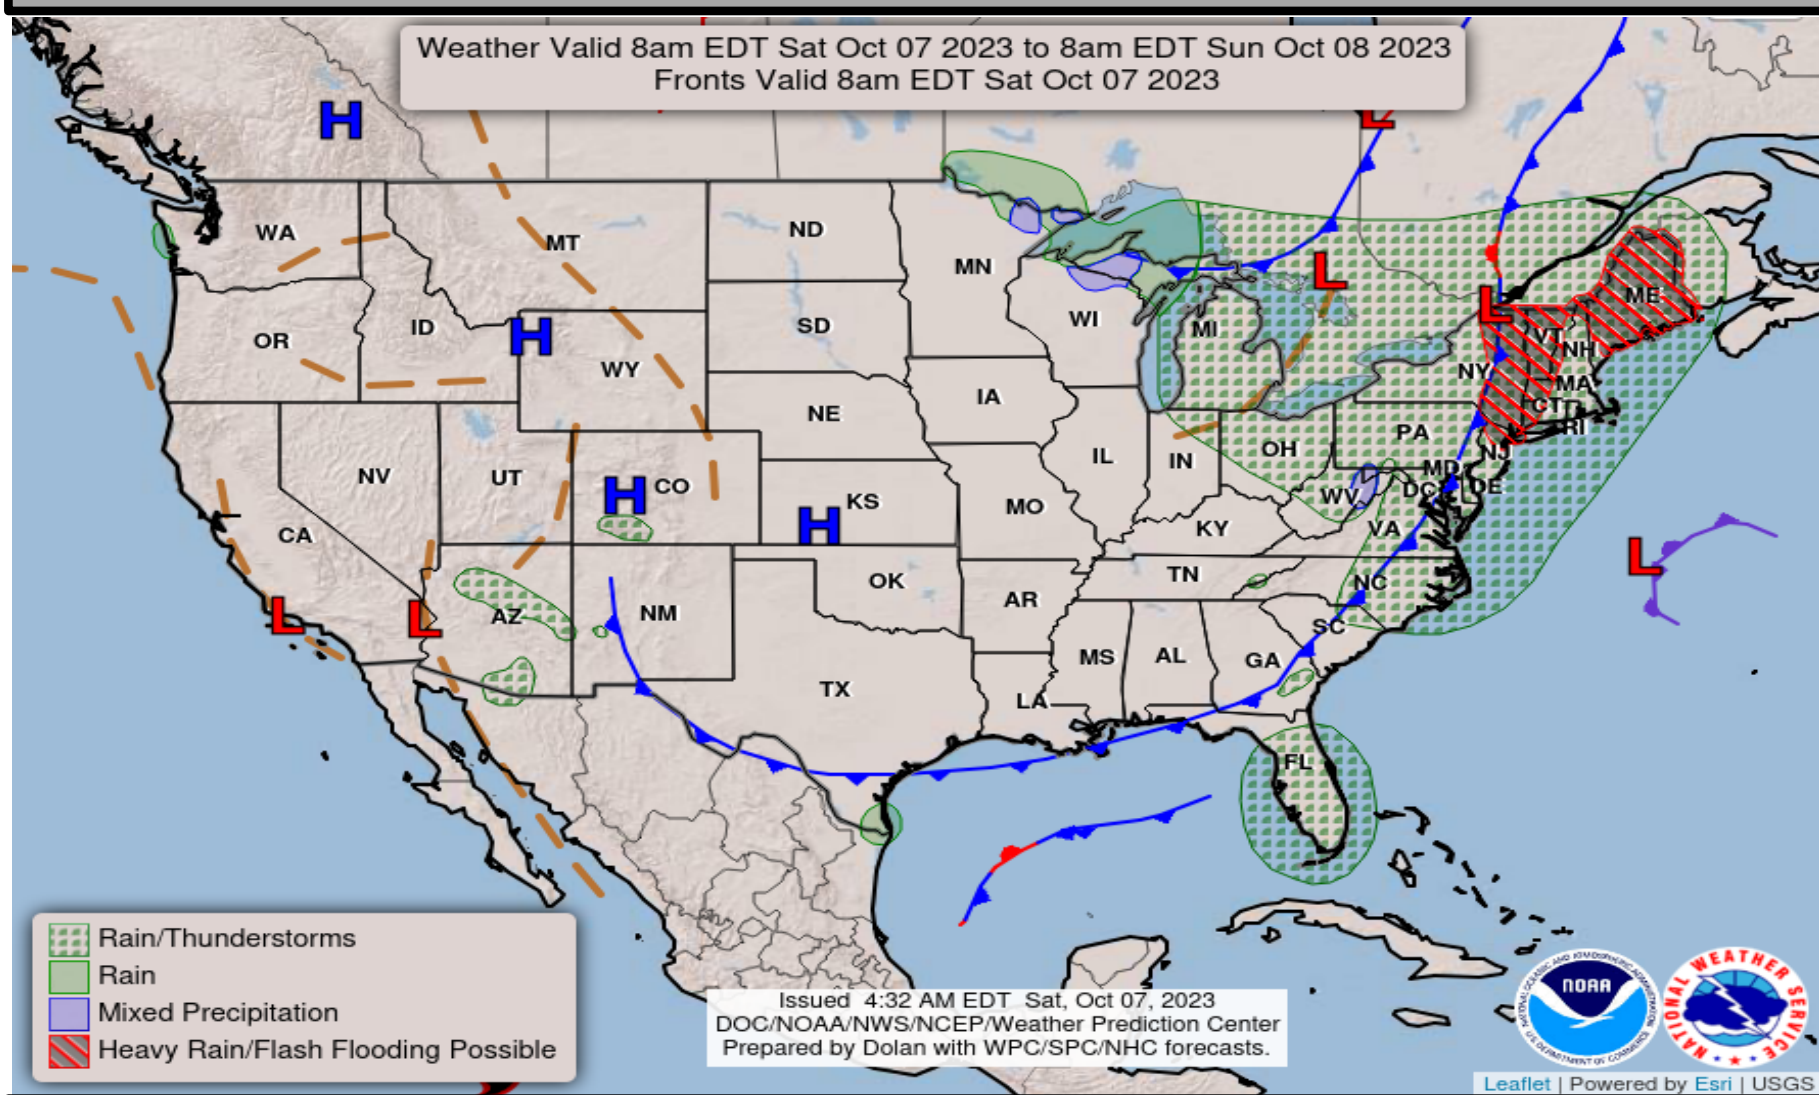 Weather Valid 8am EDT Sat Oct 07 2023 to 8am EDT Sun Oct 08 2023
Fronts Valid 8am EDT Sat Oct 07 2023
H
L
WA
MT
ND
MN
OR
ID
H
WY
SD
WI
MI
L
L
ME
VT
NH
NY
MA
CT
RI
NE
IA
PA
NJ
NV
UT
H
CO
KS
H
MO
IL
IN
OH
WV
MD
DC
DE
VA
KY
CA
L
L
AZ
NM
OK
AR
TN
NC
SC
L
TX
LA
MS
AL
GA
FL
Rain/Thunderstorms
Rain
Mixed Precipitation
Heavy Rain/Flash Flooding Possible
Issued 4:32 AM EDT Sat, Oct 07, 2023
DOC/NOAA/NWS/NCEP/Weather Prediction Center
Prepared by Dolan with WPC/SPC/NHC forecasts.
NOAA
NATIONAL WEATHER SERVICE
Leaflet | Powered by Esri | USGS